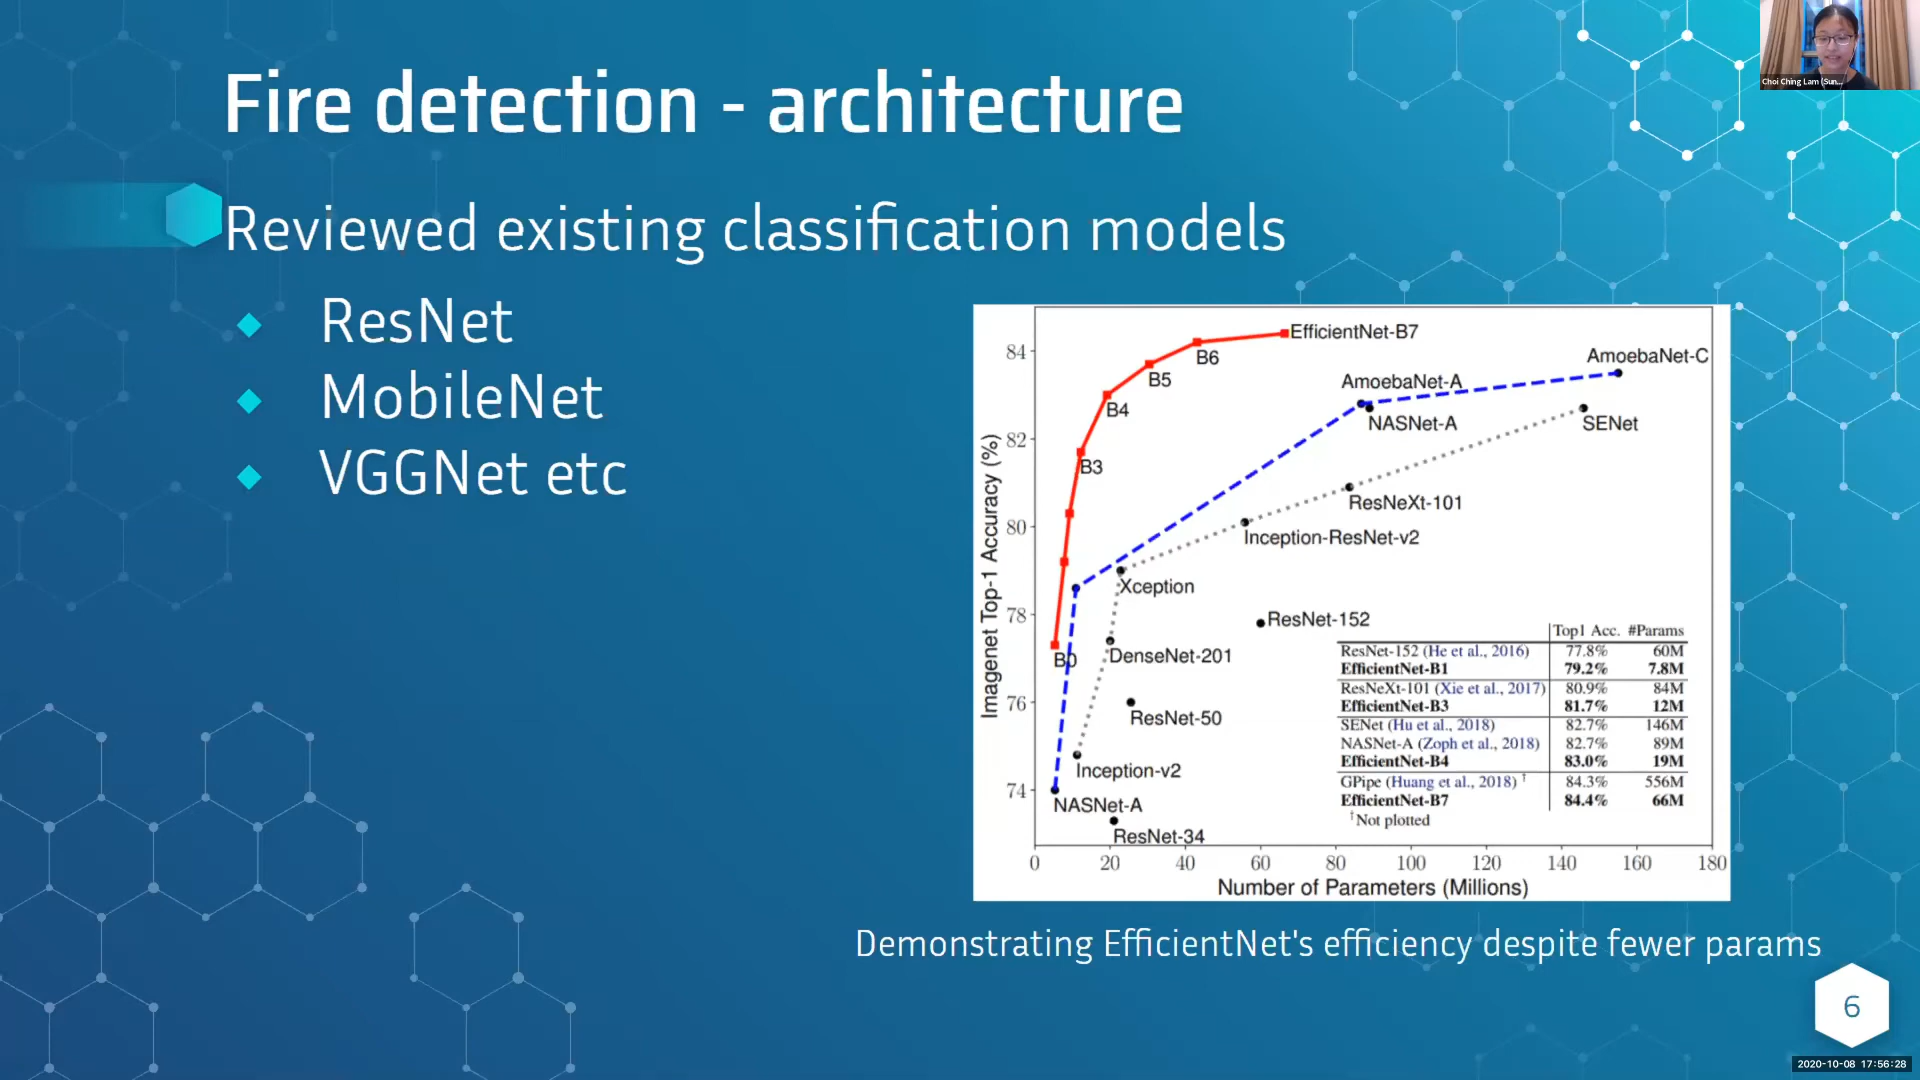 Fire detection - architecture
Choi Ching Lam (Sun...
Reviewed existing classification models
ResNet
MobileNet
VGGNet etc
84
82
80
78
76
74
Imagenet Top-1 Accuracy (%)
EfficientNet-B7
B6
B5
B4
B3
B0
AmoebaNet-C
AmoebaNet-A
NASNet-A
SENet
ResNeXt-101
Inception-ResNet-v2
Xception
ResNet-152
DenseNet-201
ResNet-50
Inception-v2
NASNet-A
ResNet-34
Top1 Acc. #Params
ResNet-152 (He et al., 2016) 77.8% 60M
EfficientNet-B1 79.2% 7.8M
ResNeXt-101 (Xie et al., 2017) 80.9% 84M
EfficientNet-B3 81.7% 12M
SENet (Hu et al., 2018) 82.7% 146M
NASNet-A (Zoph et al., 2018) 82.7% 89M
EfficientNet-B4 83.0% 19M
GPipe (Huang et al., 2018) † 84.3% 556M
EfficientNet-B7 84.4% 66M
†Not plotted
0 20 40 60 80 100 120 140 160 180
Number of Parameters (Millions)
Demonstrating EfficientNet's efficiency despite fewer params
6
2020-10-08 17:56:28